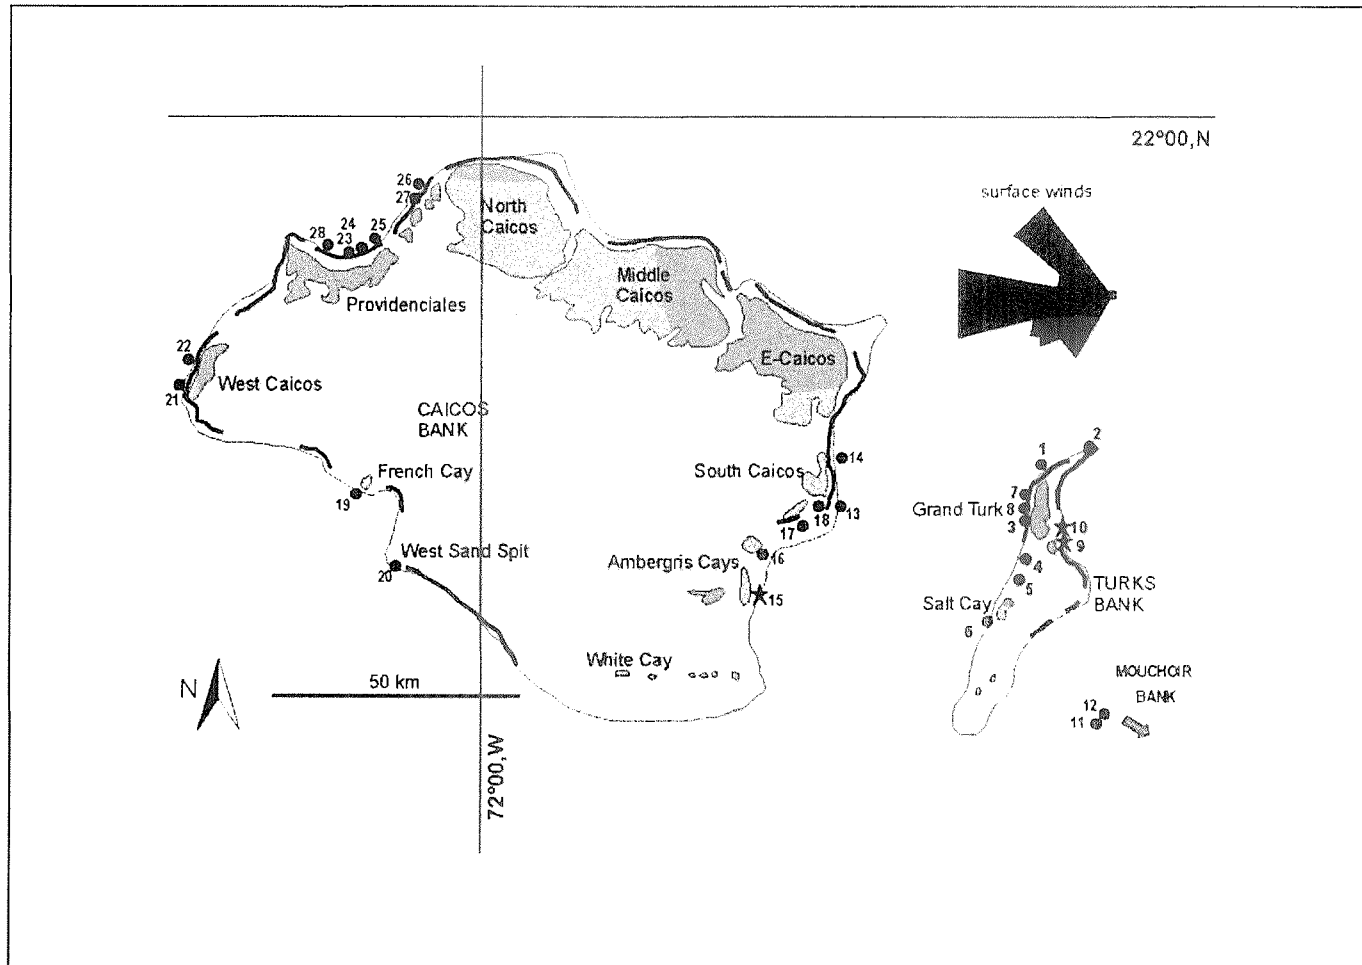 22°00,N
surface winds
26
27
North
Caicos
24
25
28
23
Middle
Caicos
Providenciales
22
E-Caicos
West Caicos
21
CAICOS
BANK
2
1
14
South Caicos
French Cay
7
19
Grand Turk
8
18
13
3
17
10
9
West Sand Spit
Ambergris Cays
16
20
4
5
TURKS
BANK
15
Salt Cay
6
White Cay
MOUCHOIR
BANK
N
50 km
12
11
72°00,W